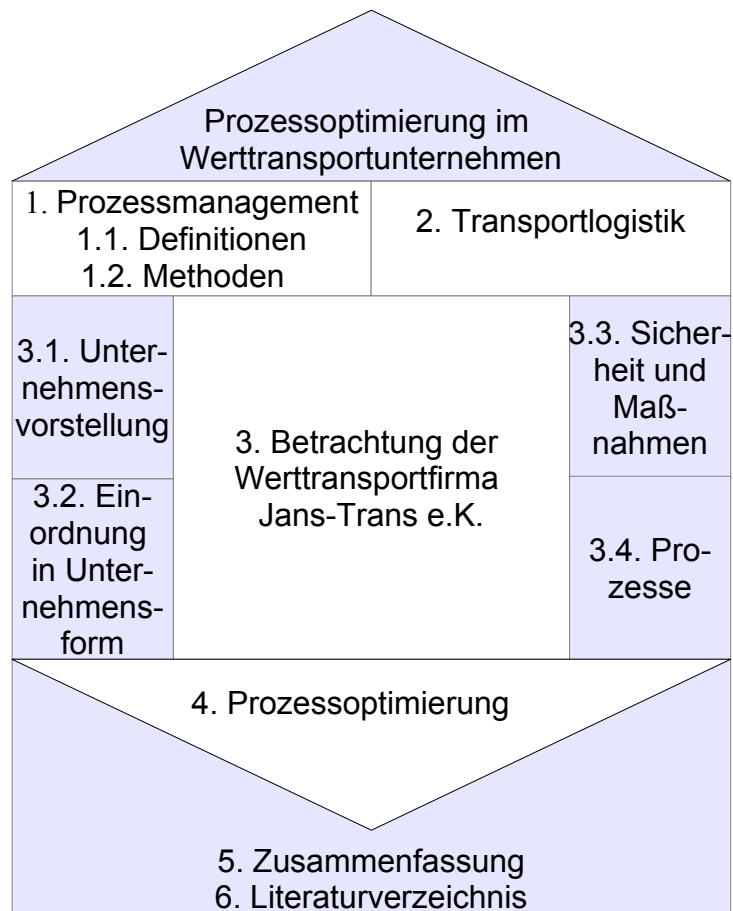 Prozessoptimierung im
Werttransportunternehmen
1. Prozessmanagement
1.1. Definitionen
1.2. Methoden
2. Transportlogistik
3.1. Unter-
nehmens-
vorstellung
3.2. Ein-
ordnung
in Unter-
nehmens-
form
3. Betrachtung der
Werttransportfirma
Jans-Trans e.K.
3.3. Sicher-
heit und
Maß-
nahmen
3.4. Pro-
zesse
4. Prozessoptimierung
5. Zusammenfassung
6. Literaturverzeichnis